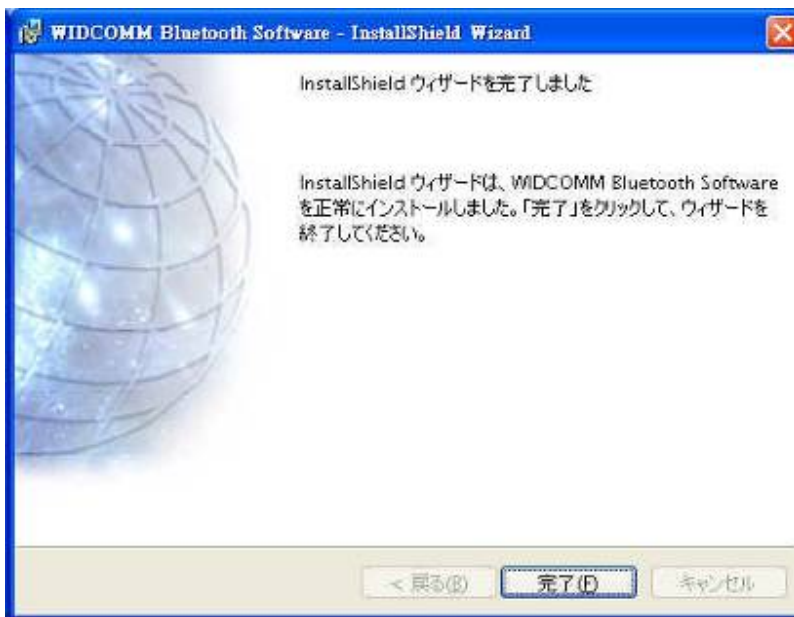 WIDCOMM Bluetooth Software - InstallShield Wizard
InstallShield ウィザードを完了しました
InstallShield ウィザードは、WIDCOMM Bluetooth Software
を正常にインストールしました。「完了」をクリックして、ウィザードを
終了してください。
< 戻る(B)
完了(F)
キャンセル